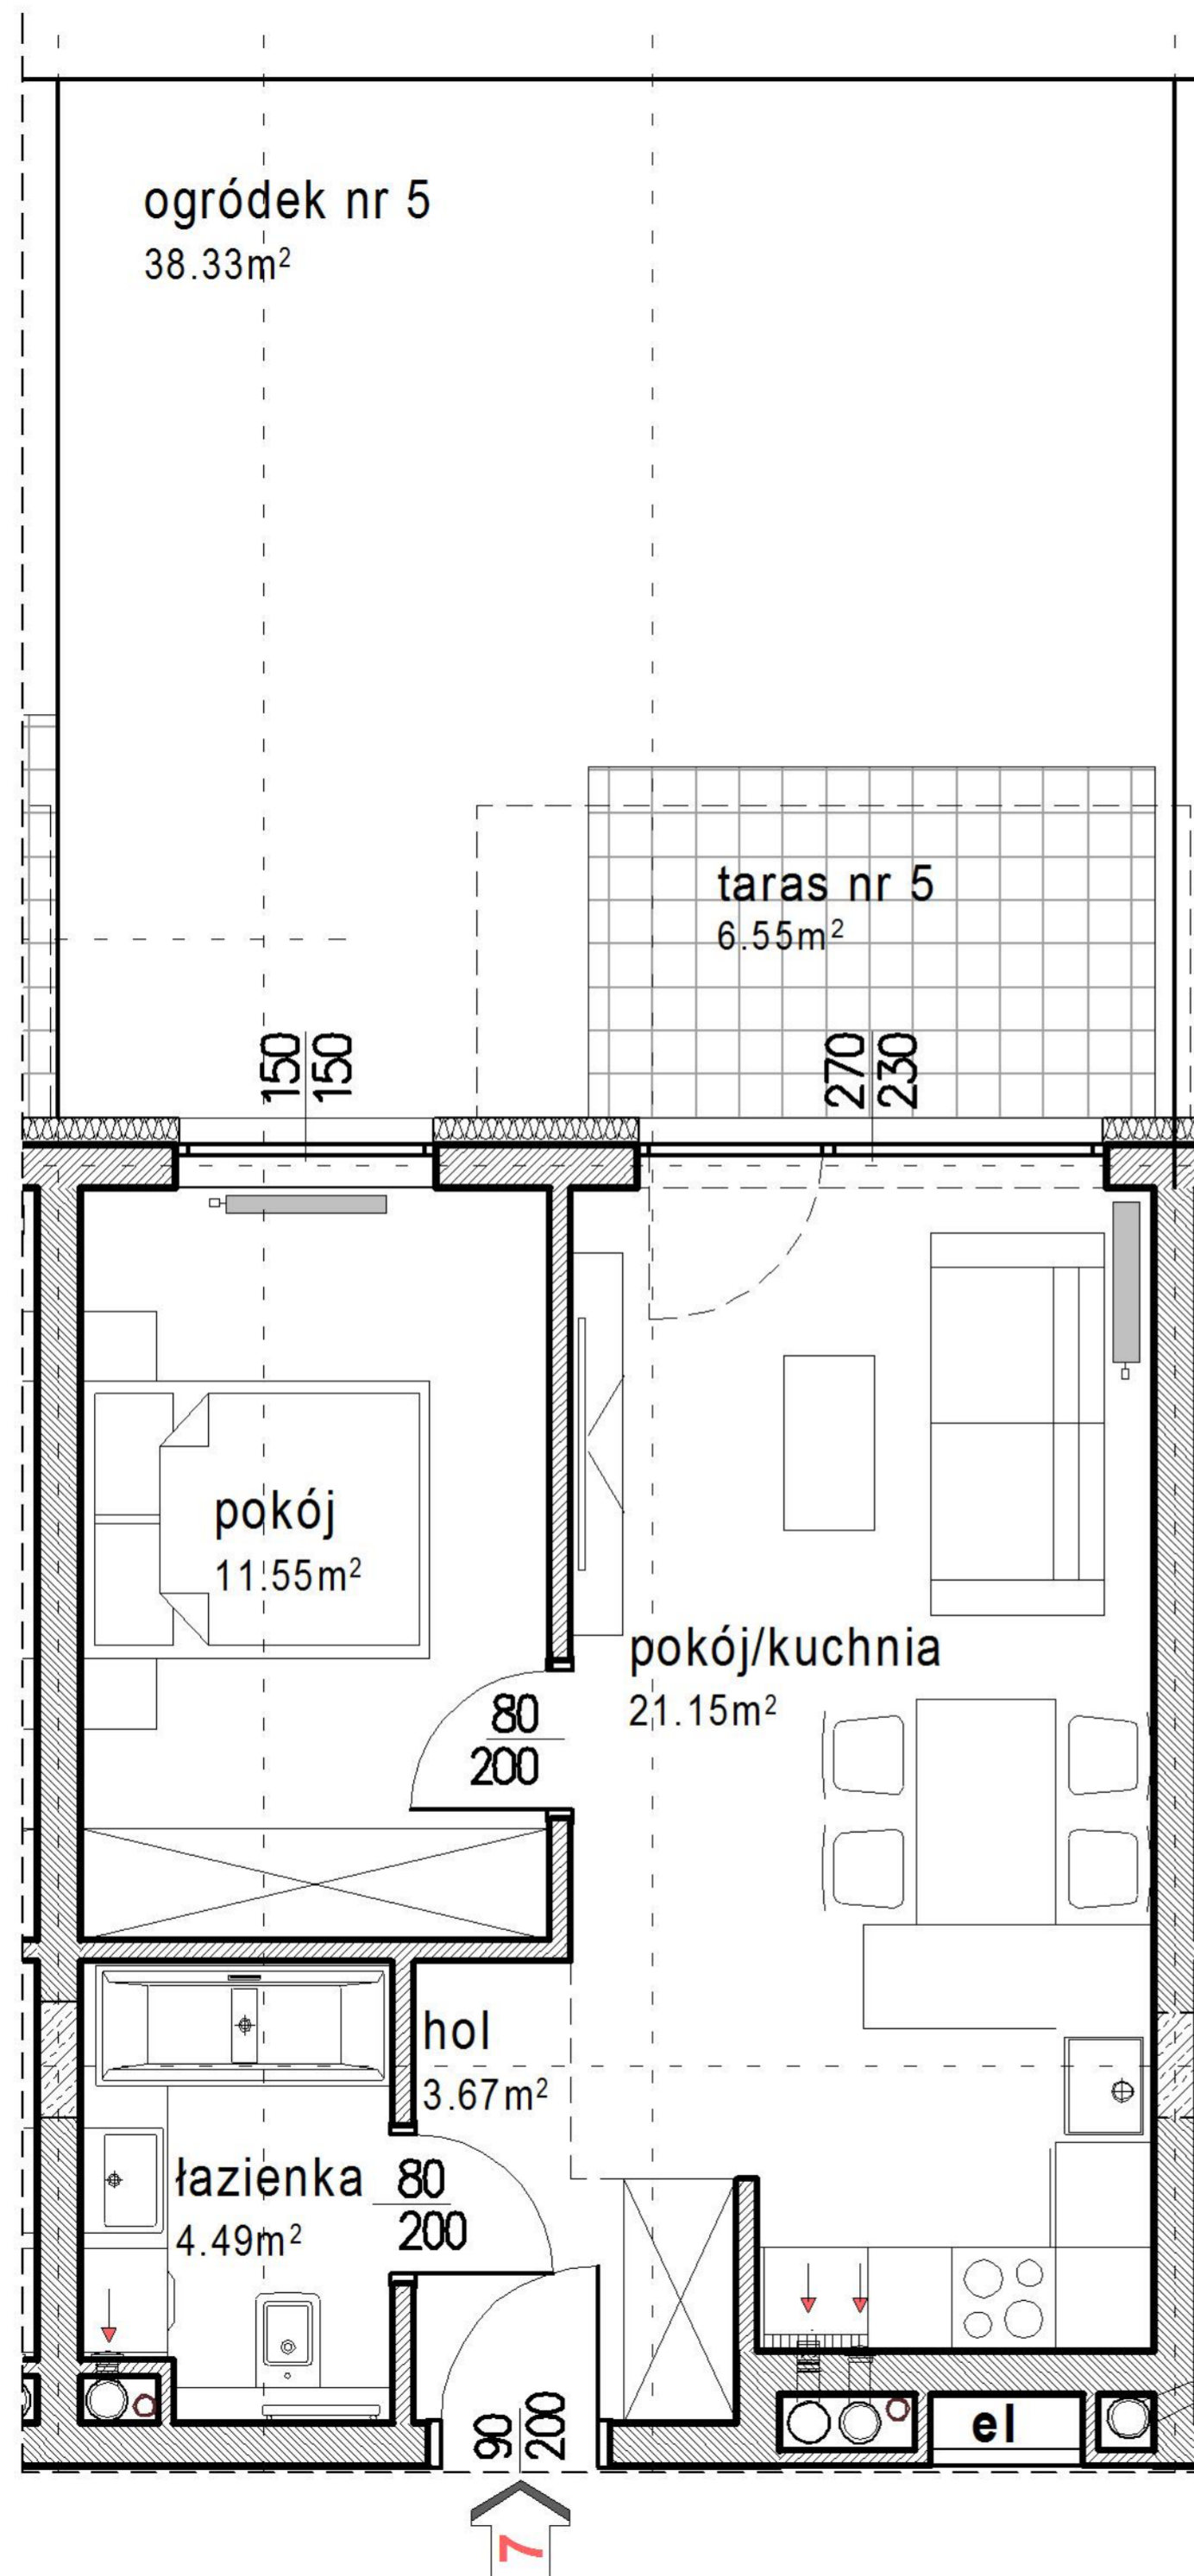 ogródek nr 5
38.33m²
taras nr 5
6.55m²
150
150
270
230
pokój
11.55m²
pokój/kuchnia
21.15m²
80
200
hol
3.67m²
łazienka
4.49m²
80
200
90
200
el
7